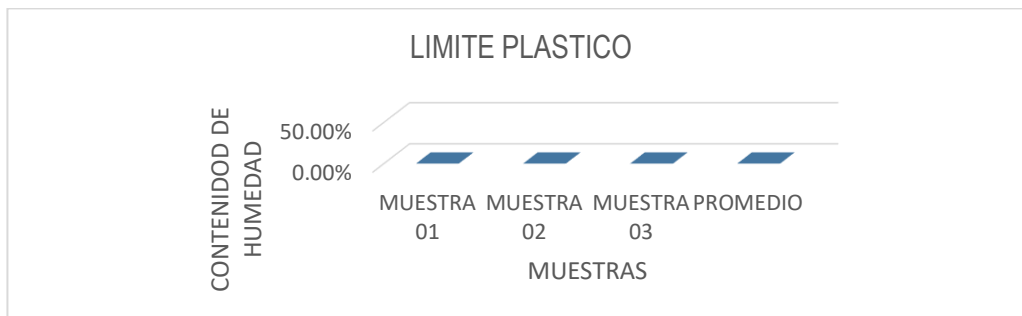 LIMITE PLASTICO
CONTENIDOD DE
HUMEDAD
50.00%
0.00%
MUESTRA
01
MUESTRA
02
MUESTRA
03
PROMEDIO
MUESTRAS